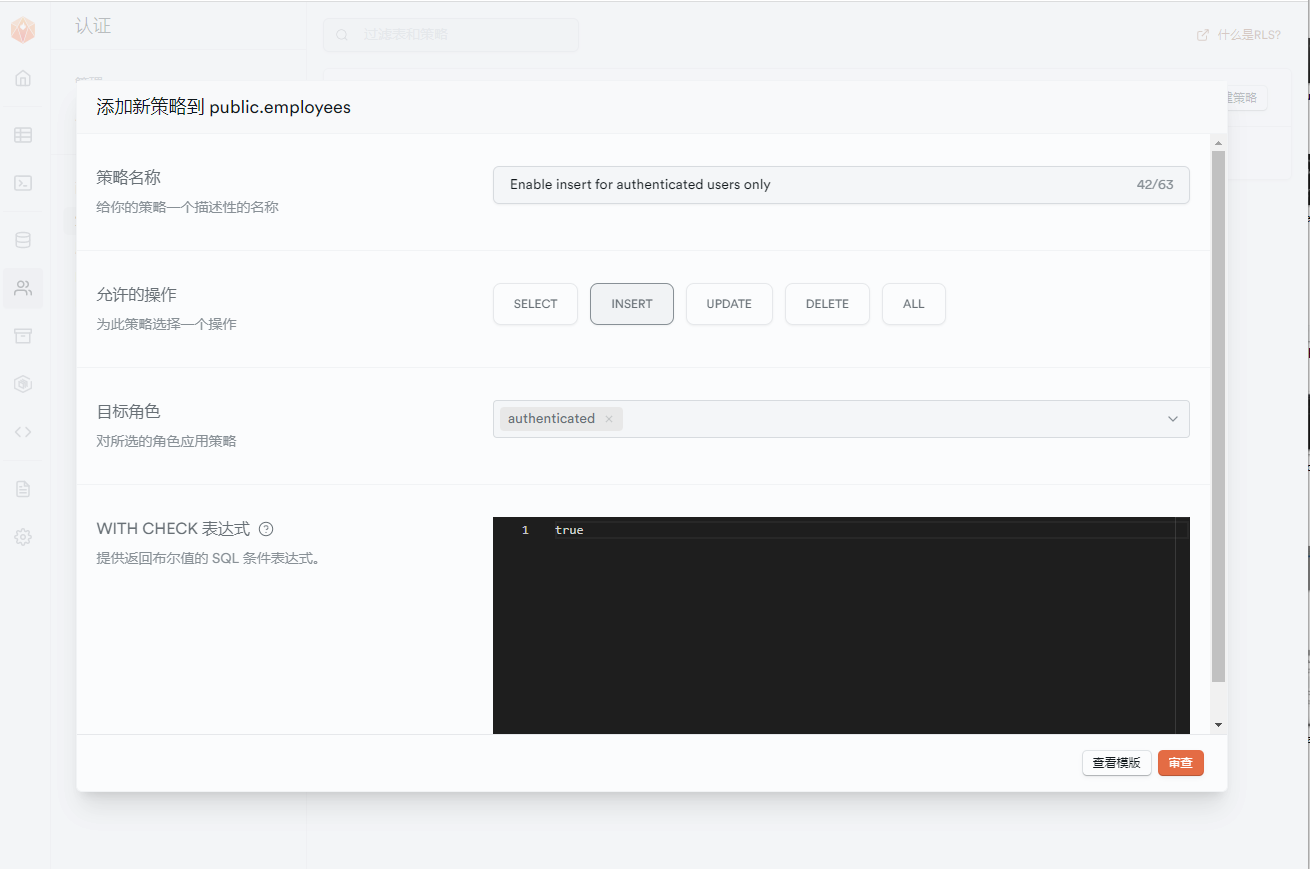 认证
过滤表和策略
什么是RLS?
管理
建策略
添加新策略到 public.employees
策略名称
Enable insert for authenticated users only
42/63
给你的策略一个描述性的名称
允许的操作
SELECT
INSERT
UPDATE
DELETE
ALL
为此策略选择一个操作
目标角色
authenticated
对所选的角色应用策略
WITH CHECK 表达式
1
true
提供返回布尔值的 SQL 条件表达式。
查看模版
审查